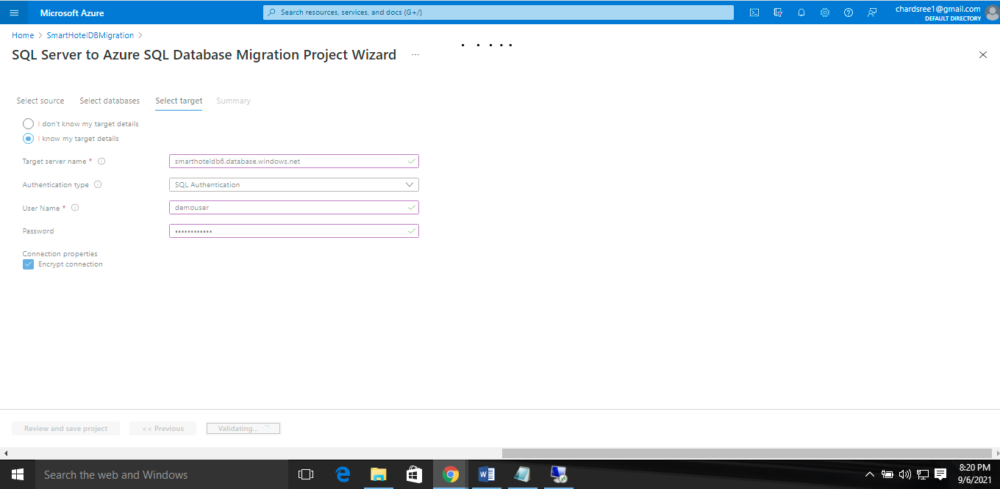 Microsoft Azure
Search resources, services, and docs (G+/)
chardsree1@gmail.com
DEFAULT DIRECTORY
Home > SmartHotelDBMigration >
SQL Server to Azure SQL Database Migration Project Wizard ...
Select source Select databases Select target Summary
I don't know my target details
I know my target details
Target server name * smarthoteldb6.database.windows.net
Authentication type SQL Authentication
User Name * demouser
Password ••••••••••••
Connection properties
Encrypt connection
Review and save project << Previous Validating...
Search the web and Windows
8:20 PM
9/6/2021